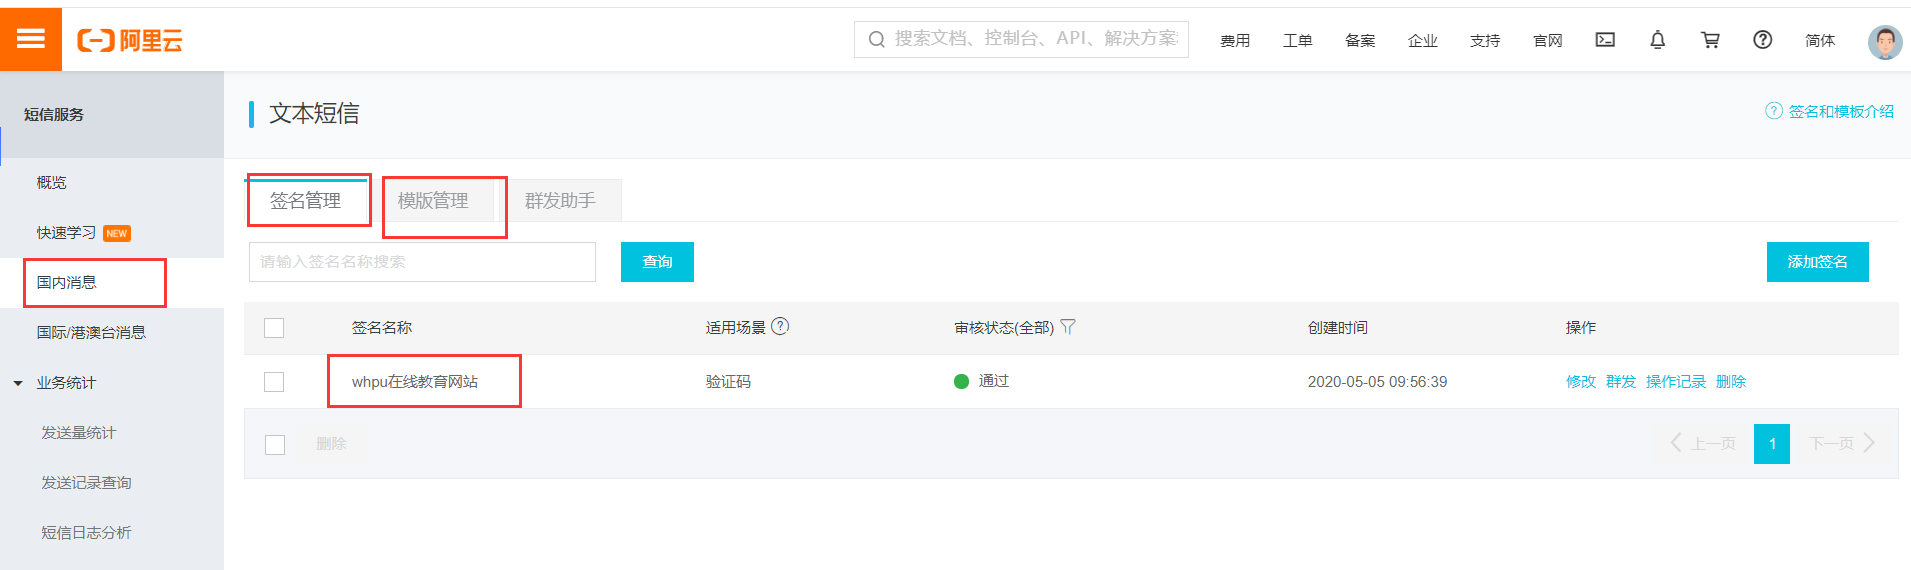 阿里云
搜索文档、控制台、API、解决方案
费用 工单 备案 企业 支持 官网 简体
短信服务
概览
快速学习 NEW
国内消息
国际/港澳台消息
业务统计
发送量统计
发送记录查询
短信日志分析
文本短信
签名和模板介绍
签名管理 模版管理 群发助手
请输入签名名称搜索 查询 添加签名
签名名称 适用场景 审核状态(全部) 创建时间 操作
whpu在线教育网站 验证码 通过 2020-05-05 09:56:39 修改 群发 操作记录 删除
删除 上一页 1 下一页